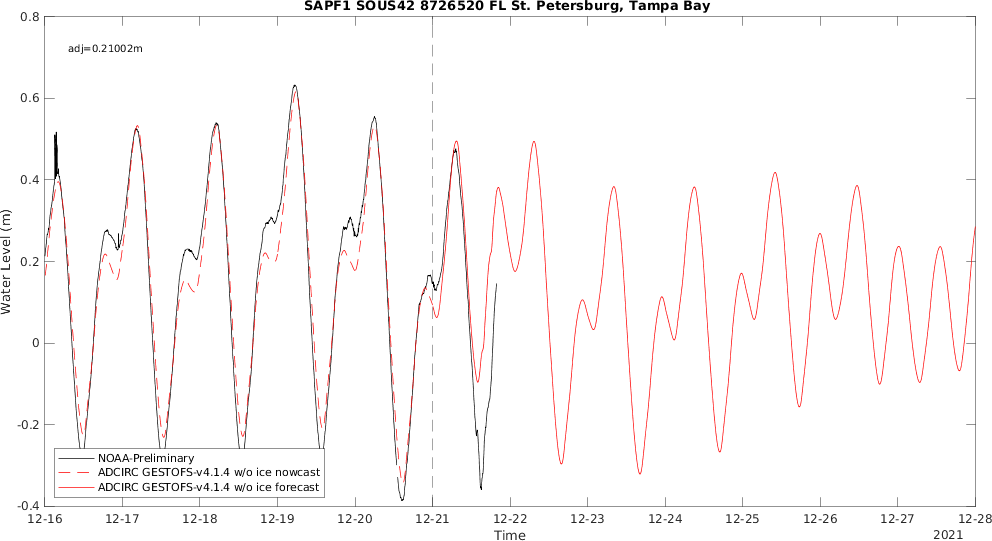 SAPF1 SOUS42 8726520 FL St. Petersburg, Tampa Bay
adj=0.21002m
0.8
0.6
0.4
0.2
0
-0.2
-0.4
Water Level (m)
NOAA-Preliminary
ADCIRC GESTOFS-v4.1.4 w/o ice nowcast
ADCIRC GESTOFS-v4.1.4 w/o ice forecast
12-16 12-17 12-18 12-19 12-20 12-21 12-22 12-23 12-24 12-25 12-26 12-27 12-28
Time
2021